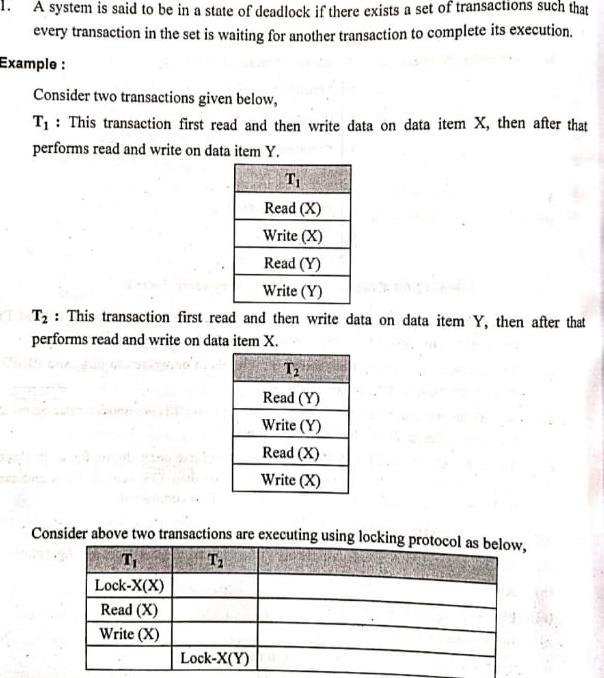 1. A system is said to be in a state of deadlock if there exists a set of transactions such that
every transaction in the set is waiting for another transaction to complete its execution.
Example :
Consider two transactions given below,
T₁ : This transaction first read and then write data on data item X, then after that
performs read and write on data item Y.
T₁
Read (X)
Write (X)
Read (Y)
Write (Y)
T₂ : This transaction first read and then write data on data item Y, then after that
performs read and write on data item X.
T₂
Read (Y)
Write (Y)
Read (X)
Write (X)
Consider above two transactions are executing using locking protocol as below,
T₁ T₂
Lock-X(X)
Read (X)
Write (X)
Lock-X(Y)